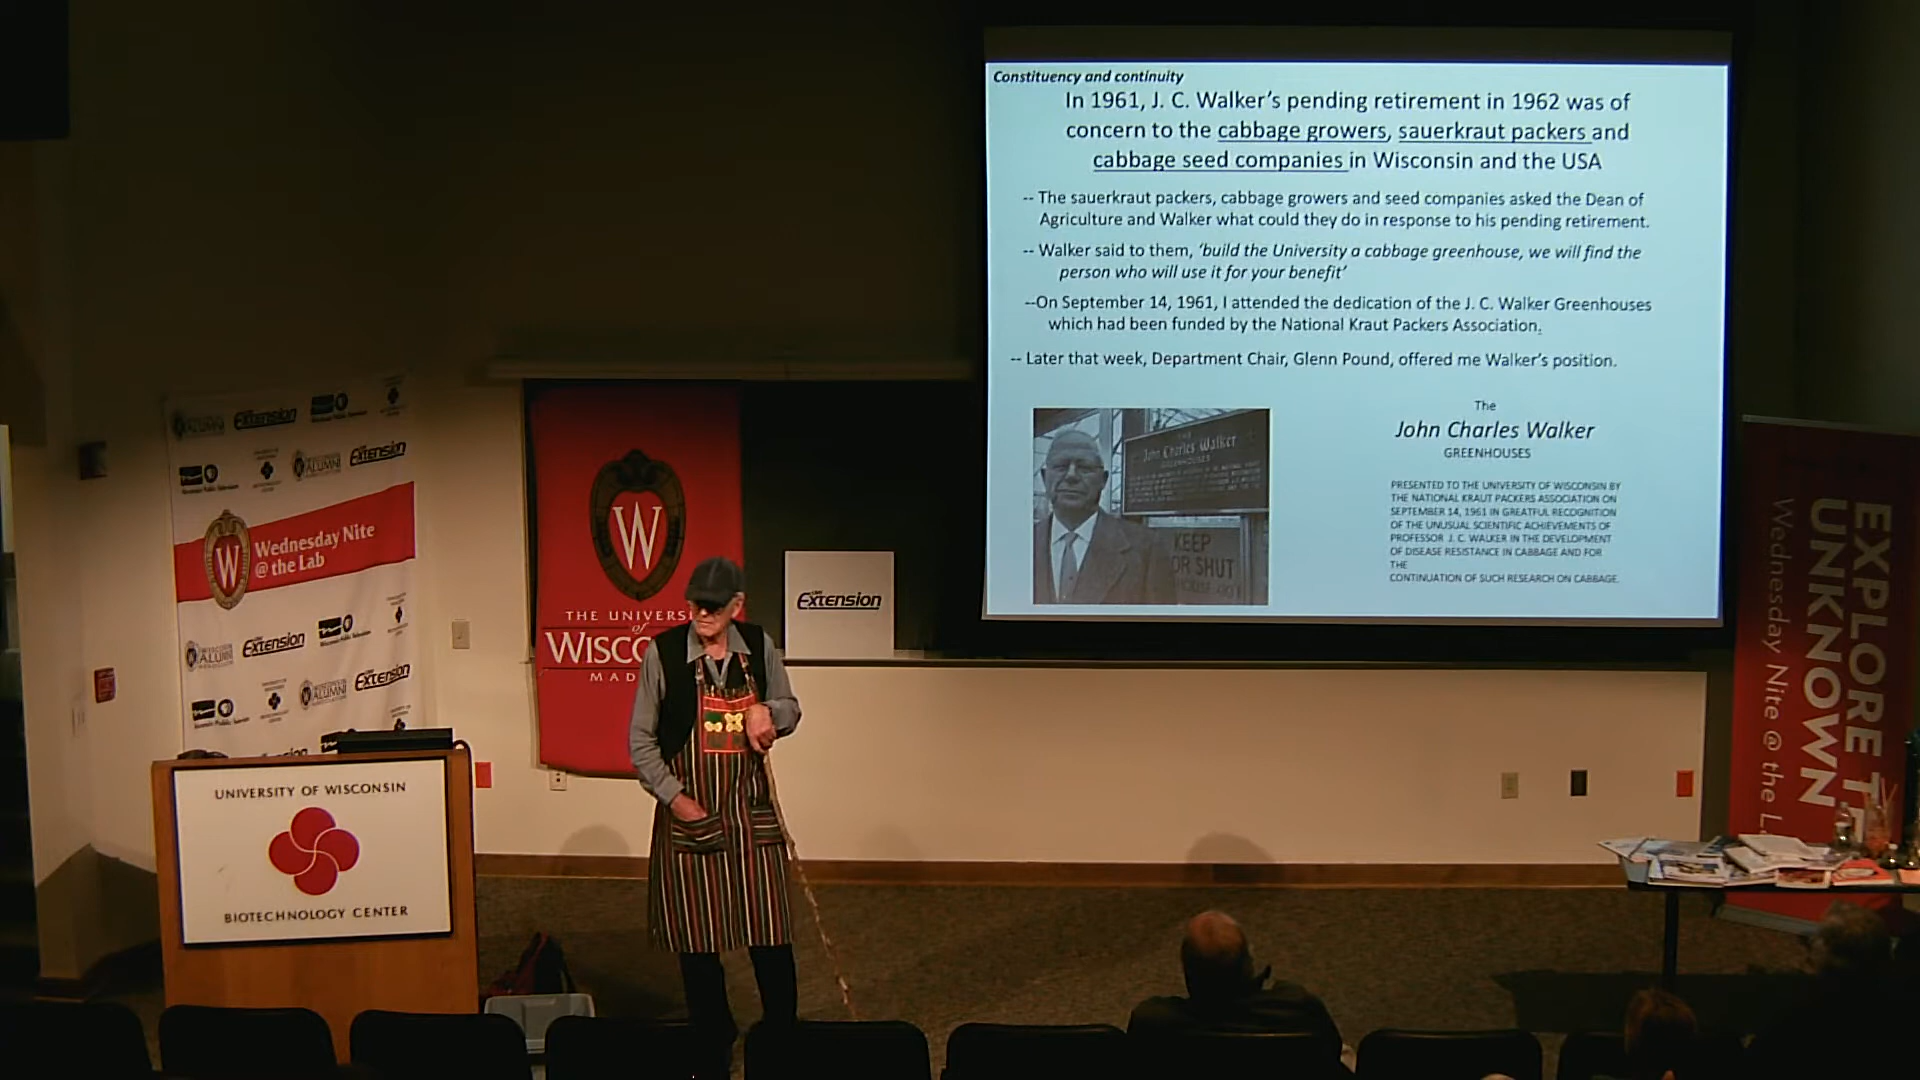 Constituency and continuity
In 1961, J. C. Walker's pending retirement in 1962 was of
concern to the cabbage growers, sauerkraut packers and
cabbage seed companies in Wisconsin and the USA
-- The sauerkraut packers, cabbage growers and seed companies asked the Dean of
Agriculture and Walker what could they do in response to his pending retirement.
-- Walker said to them, 'build the University a cabbage greenhouse, we will find the
person who will use it for your benefit'
--On September 14, 1961, I attended the dedication of the J. C. Walker Greenhouses
which had been funded by the National Kraut Packers Association.
-- Later that week, Department Chair, Glenn Pound, offered me Walker's position.
John Charles Walker
GREENHOUSES
KEEP
OR SHUT
The
John Charles Walker
GREENHOUSES
PRESENTED TO THE UNIVERSITY OF WISCONSIN BY
THE NATIONAL KRAUT PACKERS ASSOCIATION ON
SEPTEMBER 14, 1961 IN GREATFUL RECOGNITION
OF THE UNUSUAL SCIENTIFIC ACHIEVEMENTS OF
PROFESSOR J. C. WALKER IN THE DEVELOPMENT
OF DISEASE RESISTANCE IN CABBAGE AND FOR
THE
CONTINUATION OF SUCH RESEARCH ON CABBAGE.
Extension
Extension
ALUMNI
W
Wednesday Nite
@ the Lab
Extension
ALUMNI
Extension
W
THE UNIVERSI
of
WISCO
MAD
Extension
UNIVERSITY OF WISCONSIN
BIOTECHNOLOGY CENTER
EXPLORE T
UNKNOWN
Wednesday Nite @ the L